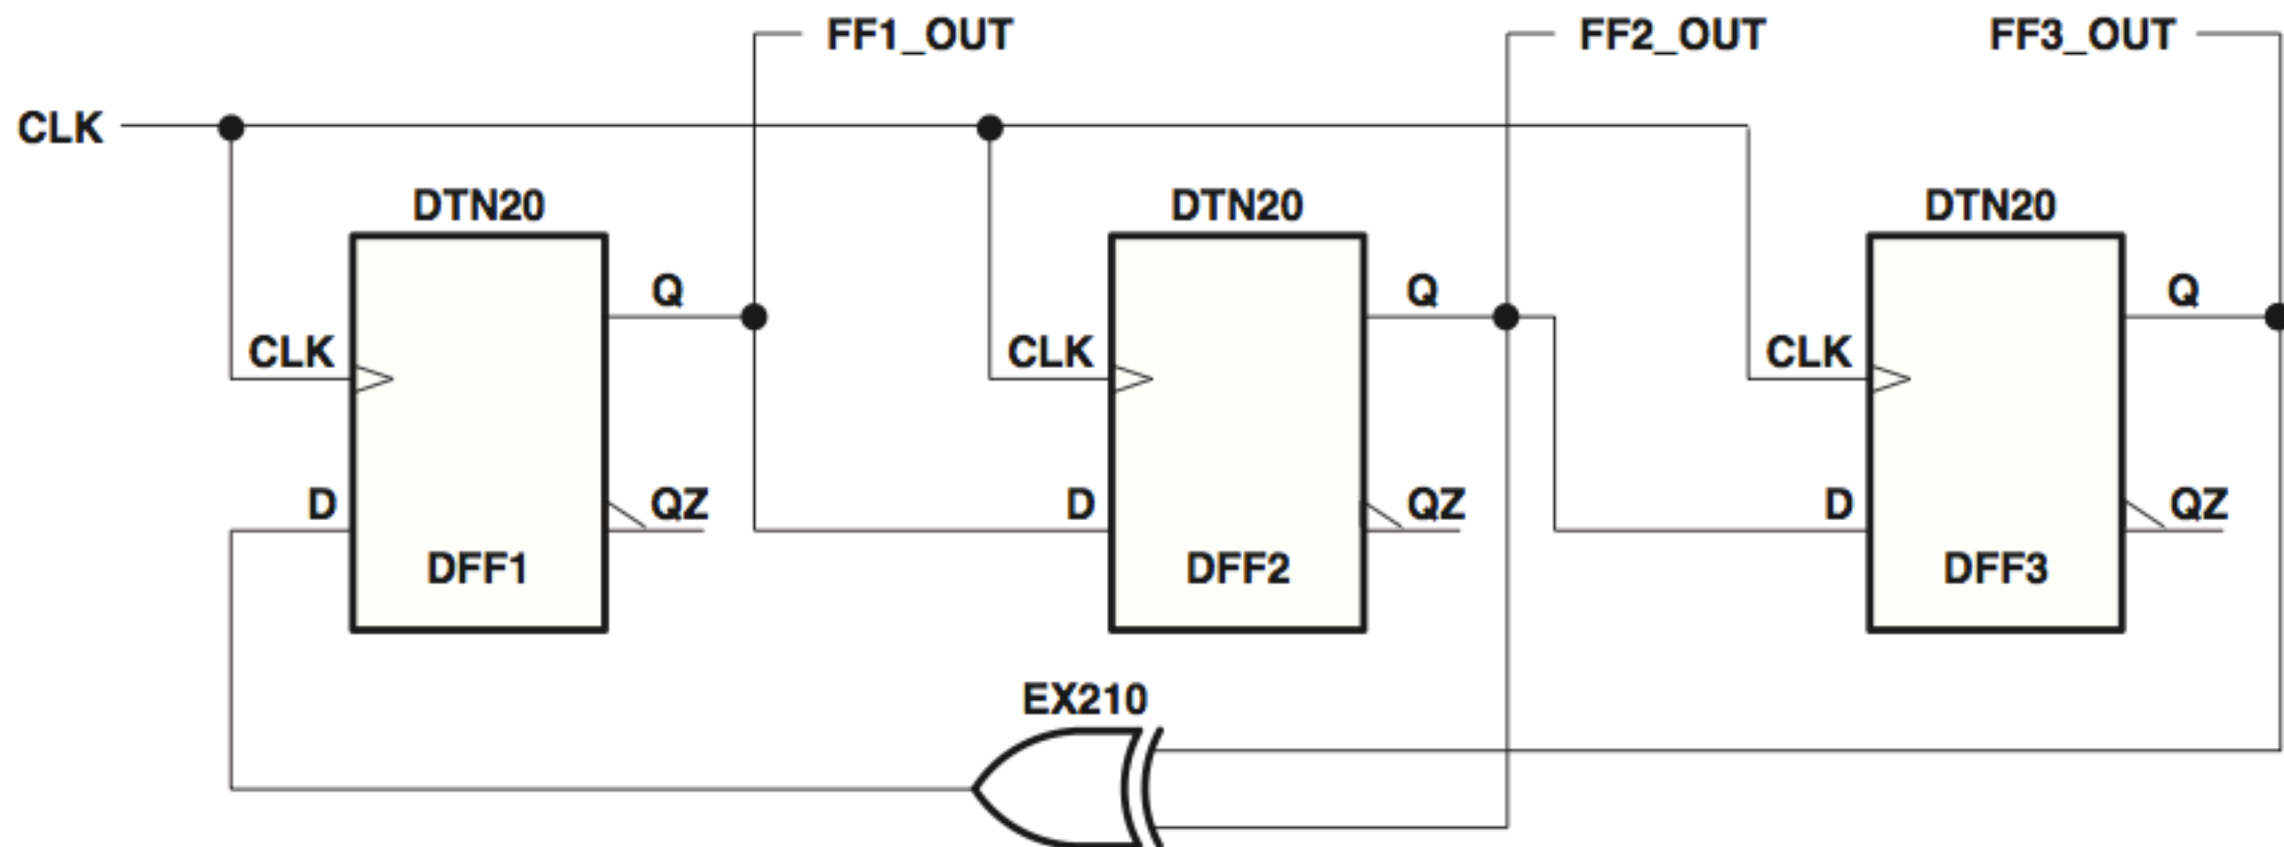 FF1_OUT FF2_OUT FF3_OUT
CLK
DTN20 DTN20 DTN20
Q Q Q
CLK CLK CLK
D QZ D QZ D QZ
DFF1 DFF2 DFF3
EX210